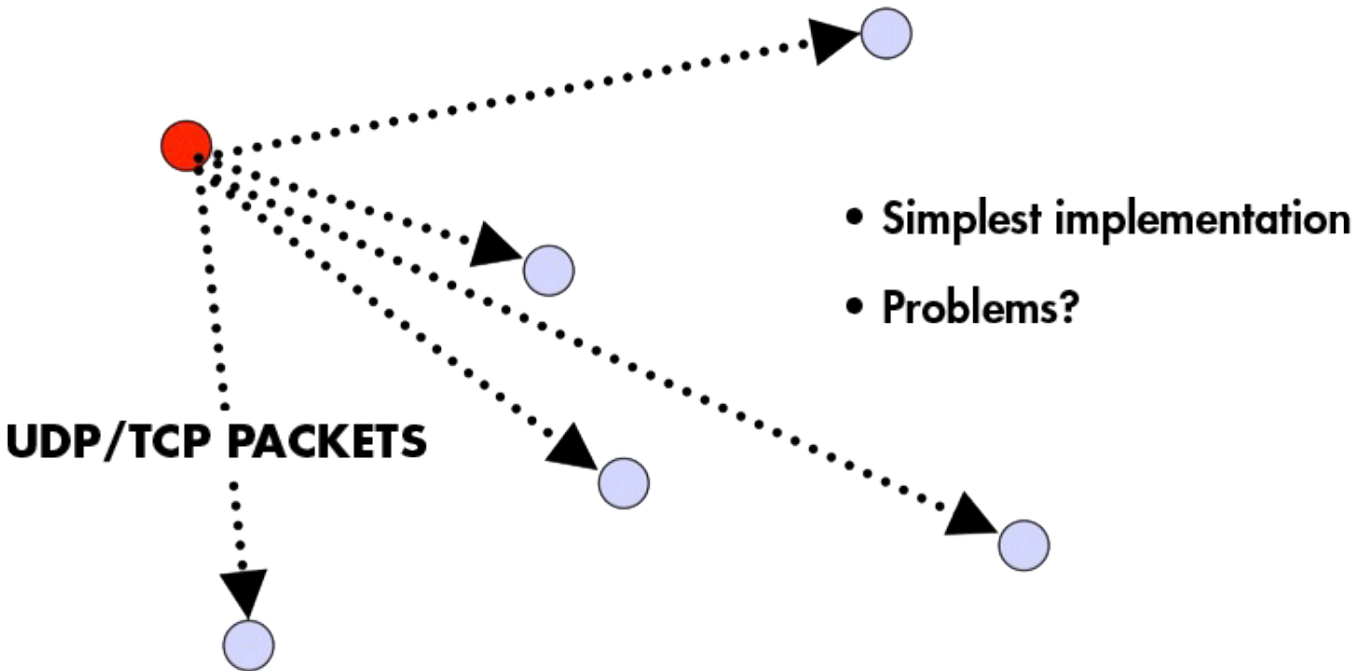 • Simplest implementation
• Problems?
UDP/TCP PACKETS